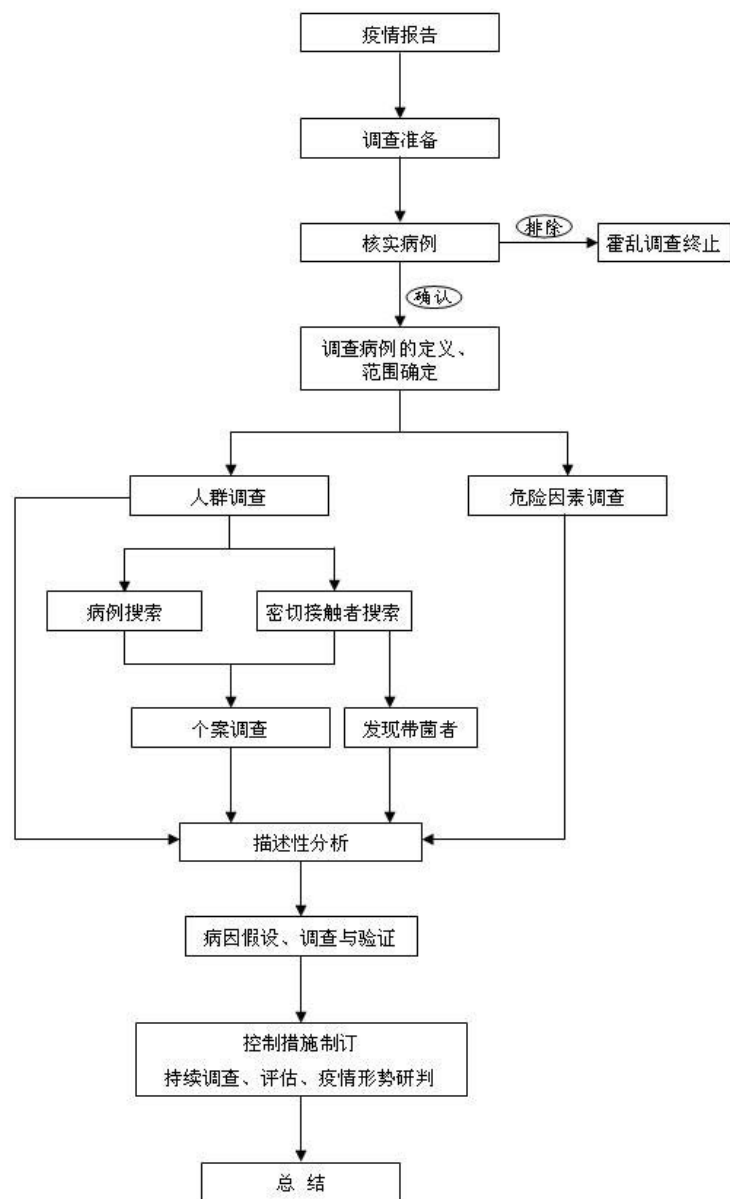 疫情报告
调查准备
核实病例
排除
霍乱调查终止
确认
调查病例的定义、
范围确定
人群调查
危险因素调查
病例搜索
密切接触者搜索
个案调查
发现带菌者
描述性分析
病因假设、调查与验证
控制措施制订
持续调查、评估、疫情形势研判
总 结